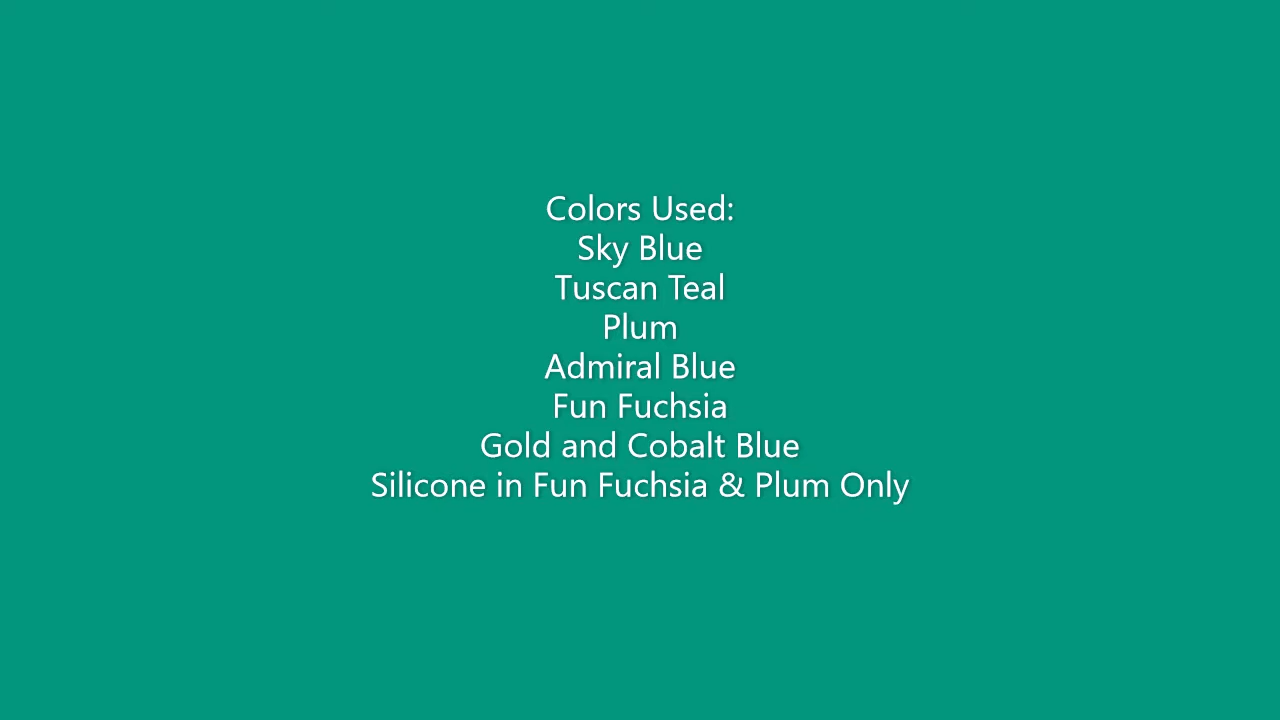 Colors Used:
Sky Blue
Tuscan Teal
Plum
Admiral Blue
Fun Fuchsia
Gold and Cobalt Blue
Silicone in Fun Fuchsia & Plum Only